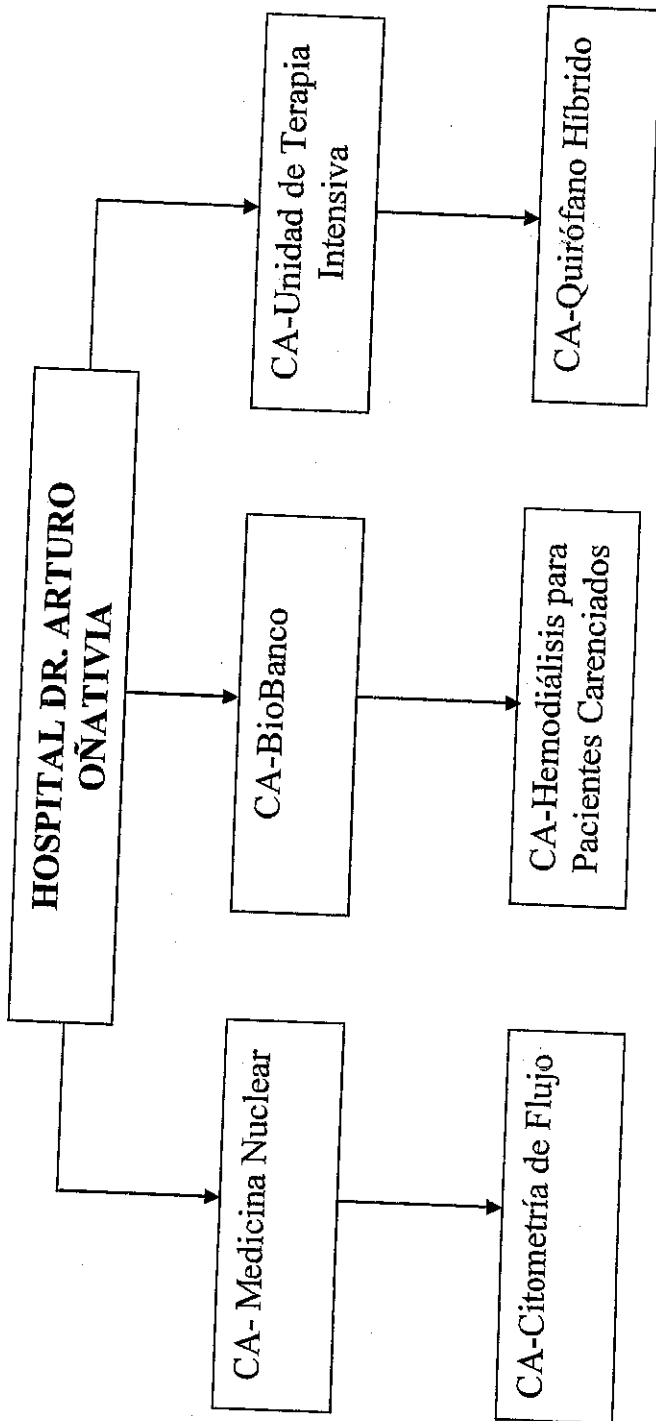 HOSPITAL DR. ARTURO
OÑATIVIA
CA- Medicina Nuclear
CA-BioBanco
CA-Unidad de Terapia
Intensiva
CA-Citometría de Flujo
CA-Hemodiálisis para
Pacientes Carenciados
CA-Quirófano Híbrido